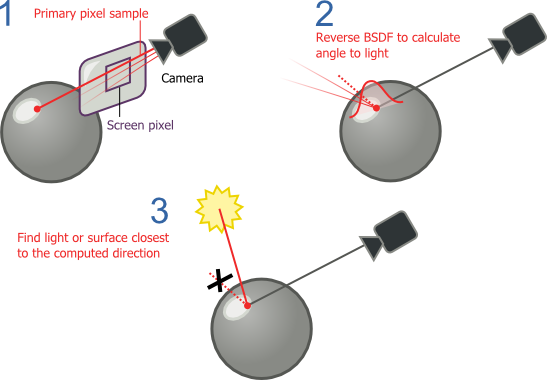 1
Primary pixel sample
Camera
Screen pixel
2
Reverse BSDF to calculate
angle to light
3
Find light or surface closest
to the computed direction